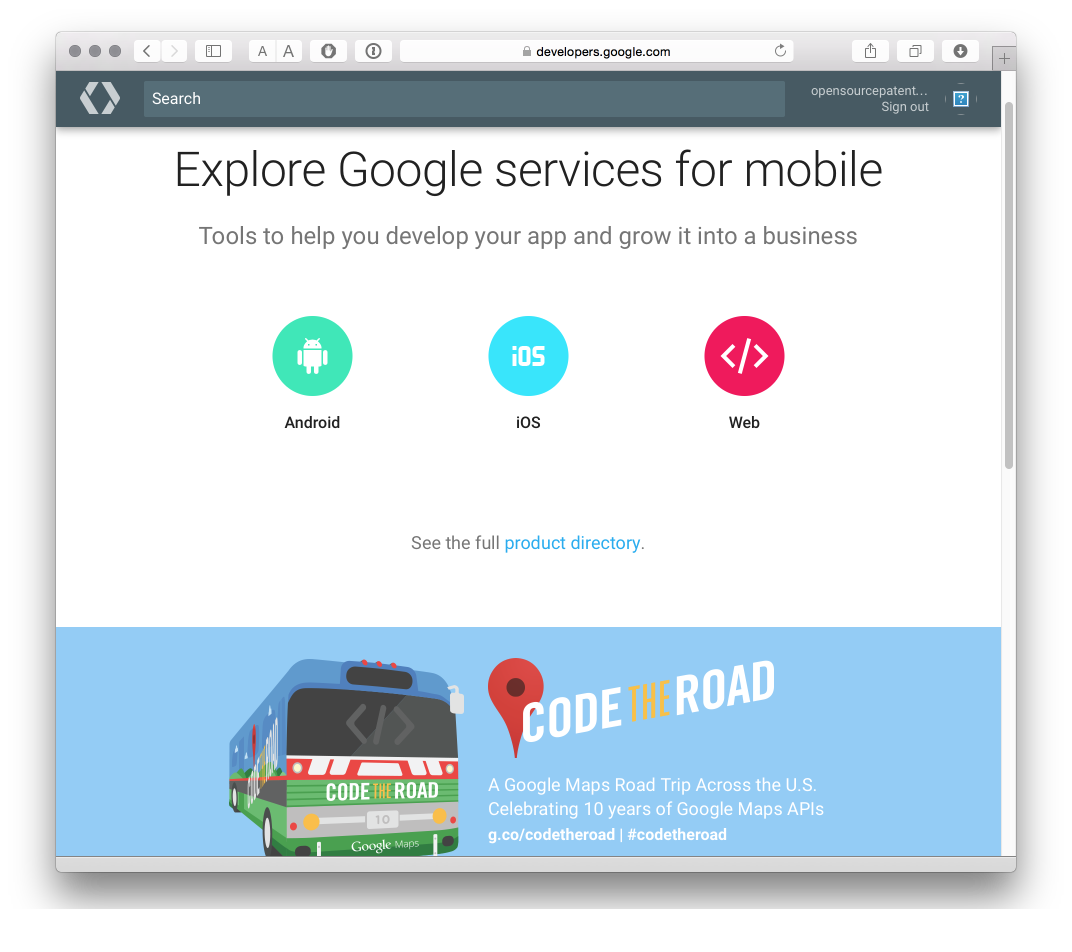 A A
developers.google.com
Search
opensourcepatent...
Sign out
?
Explore Google services for mobile
Tools to help you develop your app and grow it into a business
iOS
Android
iOS
Web
See the full product directory.
CODE THE ROAD
CODE THE ROAD
CODE THE ROAD
10
Google Maps
A Google Maps Road Trip Across the U.S.
Celebrating 10 years of Google Maps APIs
g.co/codetheroad | #codetheroad